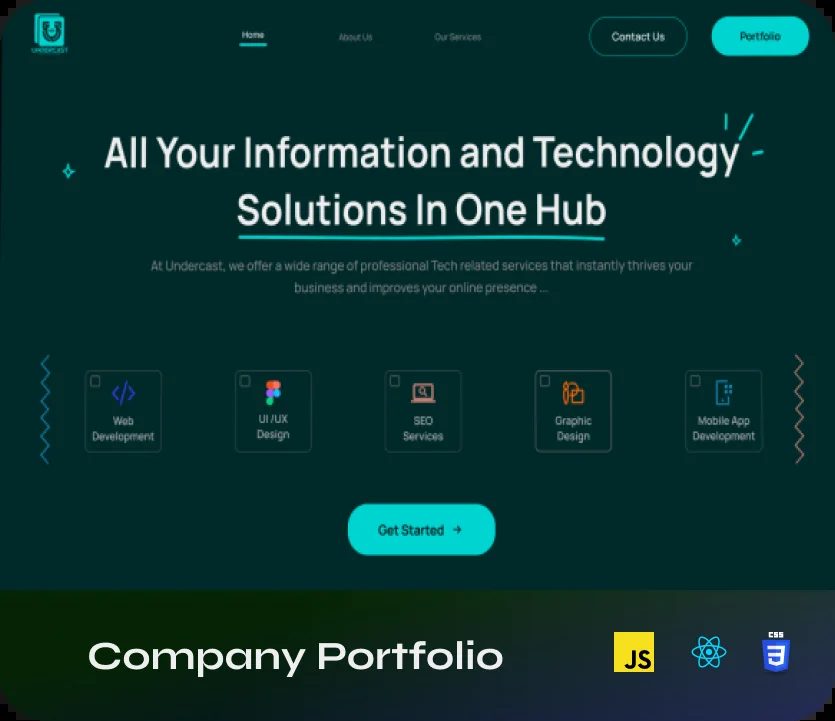 UNDERCAST
Home
About Us
Our Services
Contact Us
Portfolio
All Your Information and Technology
Solutions In One Hub
At Undercast, we offer a wide range of professional Tech related services that instantly thrives your
business and improves your online presence ...
Web
Development
UI /UX
Design
SEO
Services
Graphic
Design
Mobile App
Development
Get Started →
Company Portfolio
JS
CSS
3